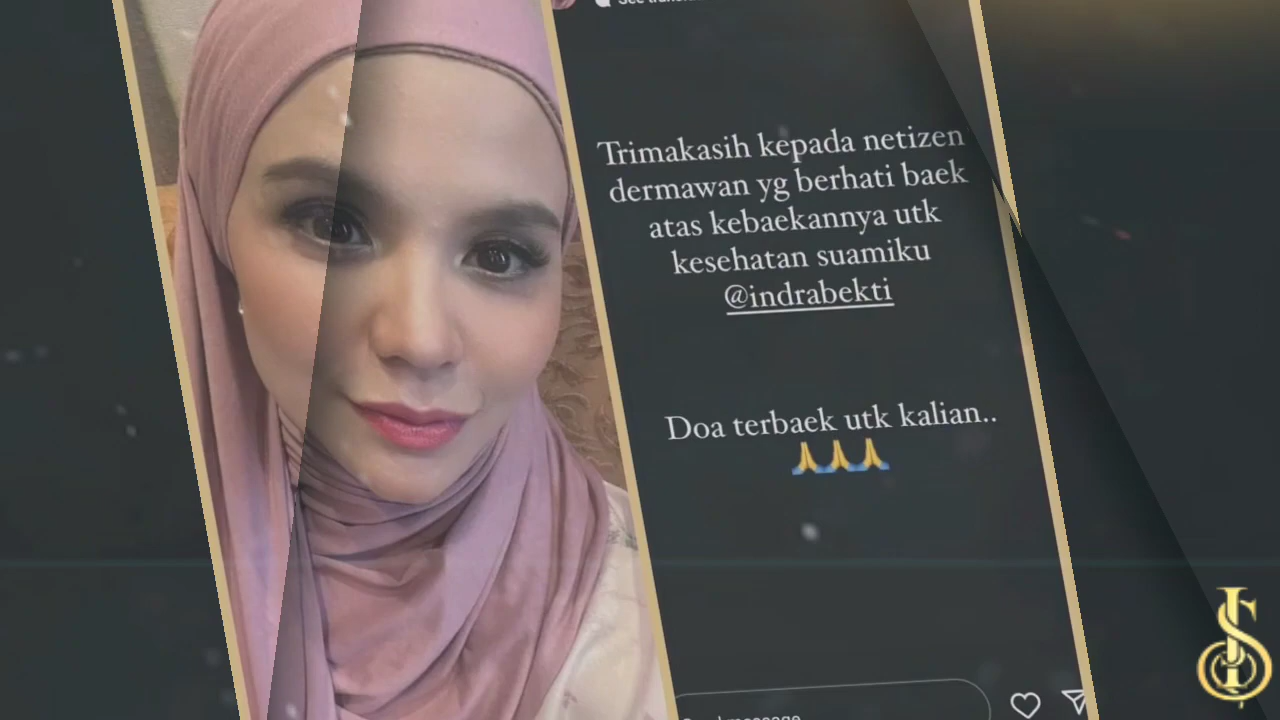 Trimakasih kepada netizen
dermawan yg berhati baek
atas kebaekannya utk
kesehatan suamiku
@indrabekti
Doa terbaek utk kalian..
🙏🙏🙏